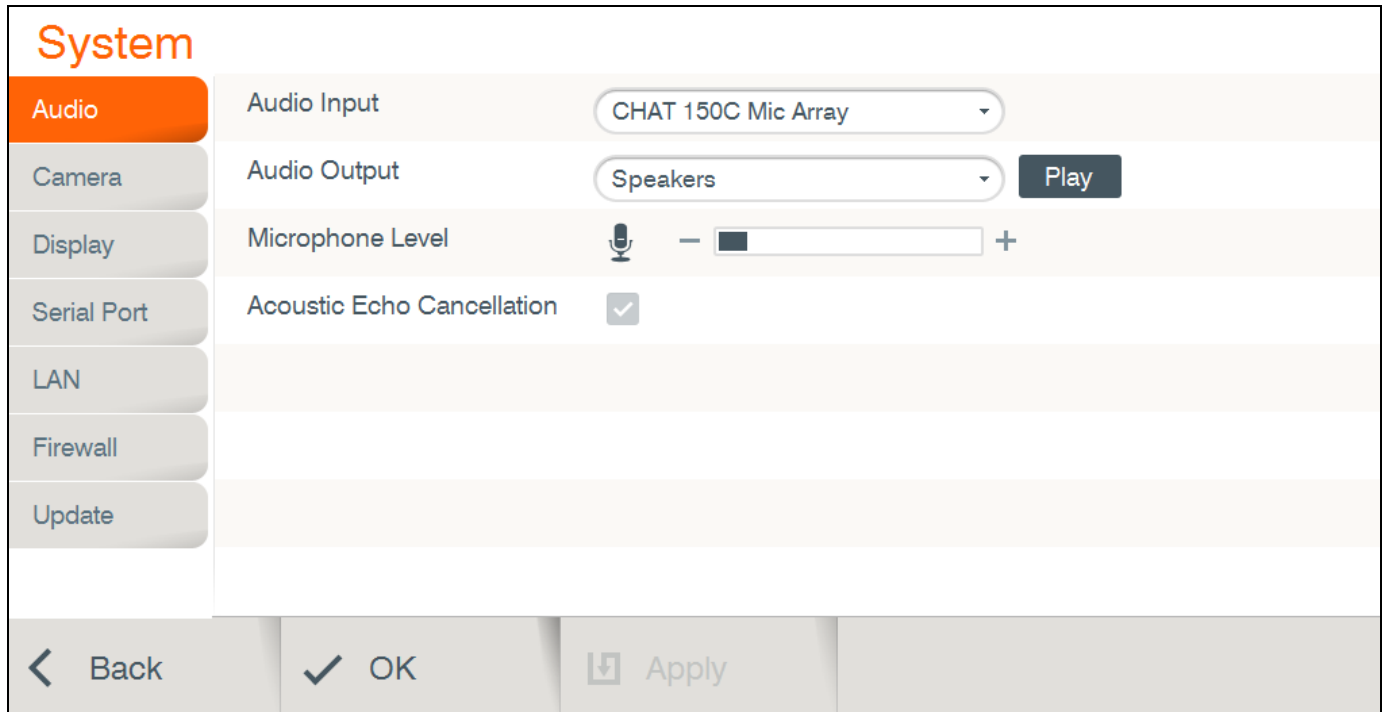 System
Audio
Audio Input
CHAT 150C Mic Array
Camera
Audio Output
Speakers
Play
Display
Microphone Level
Serial Port
Acoustic Echo Cancellation
LAN
Firewall
Update
Back
OK
Apply